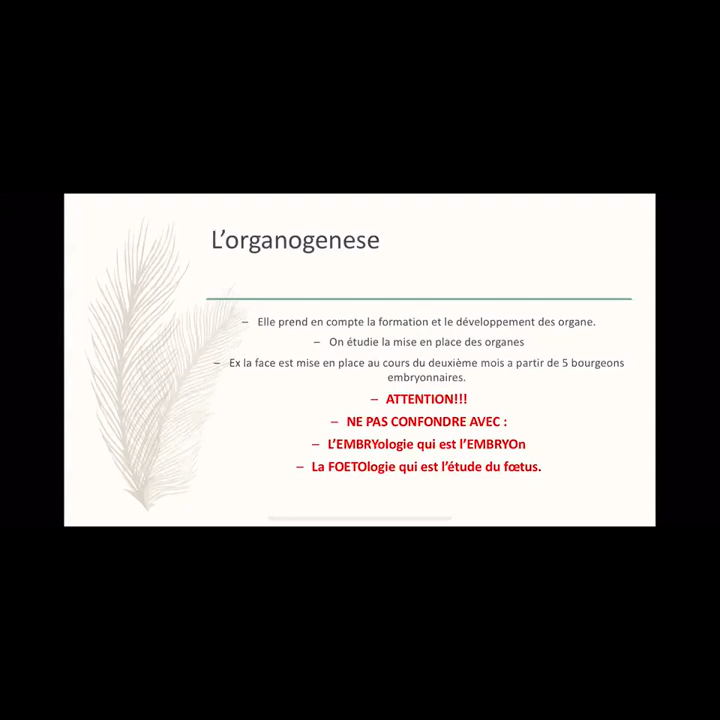 L’organogenese
– Elle prend en compte la formation et le développement des organe.
– On étudie la mise en place des organes
– Ex la face est mise en place au cours du deuxième mois a partir de 5 bourgeons
embryonnaires.
– ATTENTION!!!
– NE PAS CONFONDRE AVEC :
– L’EMBRYologie qui est l’EMBRYOn
– La FOETOlogie qui est l’étude du fœtus.